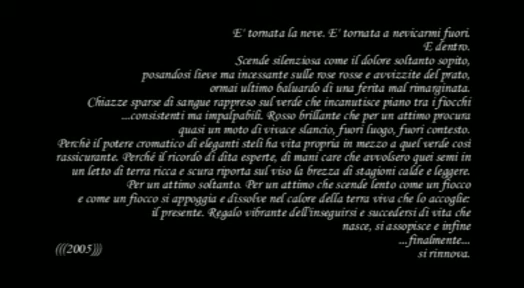 E' tornata la neve. E' tornata a nevicarmi fuori.
E dentro.
Scende silenziosa come il dolore soltanto sopito,
posandosi lieve ma incessante sulle rose rosse e avvizzite del prato,
ormai ultimo baluardo di una ferita mal rimarginata.
Chiazze sparse di sangue rappreso sul verde che incanutisce piano tra i fiocchi
...consistenti ma impalpabili. Rosso brillante che per un attimo procura
quasi un moto di vivace slancio, fuori luogo, fuori contesto.
Perchè il potere cromatico di eleganti steli ha vita propria in mezzo a quel verde così
rassicurante. Perché il ricordo di dita esperte, di mani care che avvolsero quei semi in
un letto di terra ricca e scura riporta sul viso la brezza di stagioni calde e leggere.
Per un attimo soltanto. Per un attimo che scende lento come un fiocco
e come un fiocco si appoggia e dissolve nel calore della terra viva che lo accoglie:
il presente. Regalo vibrante dell'inseguirsi e succedersi di vita che
nasce, si assopisce e infine
...finalmente...
si rinnova.
(((2005)))